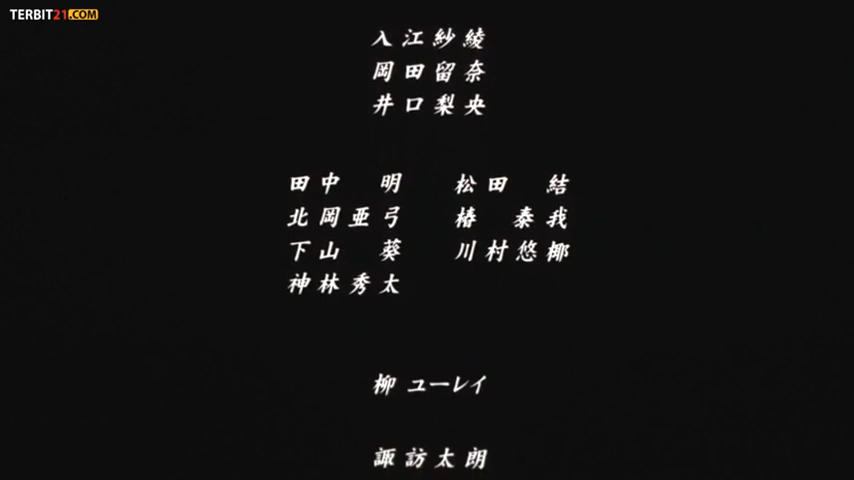 TERBIT21.COM
入江紗綾
岡田留奈
井口梨央
田中 明 松田 結
北岡亜弓 椿 泰我
下山 葵 川村悠椰
神林秀太
柳 ユーレイ
諏訪太朗